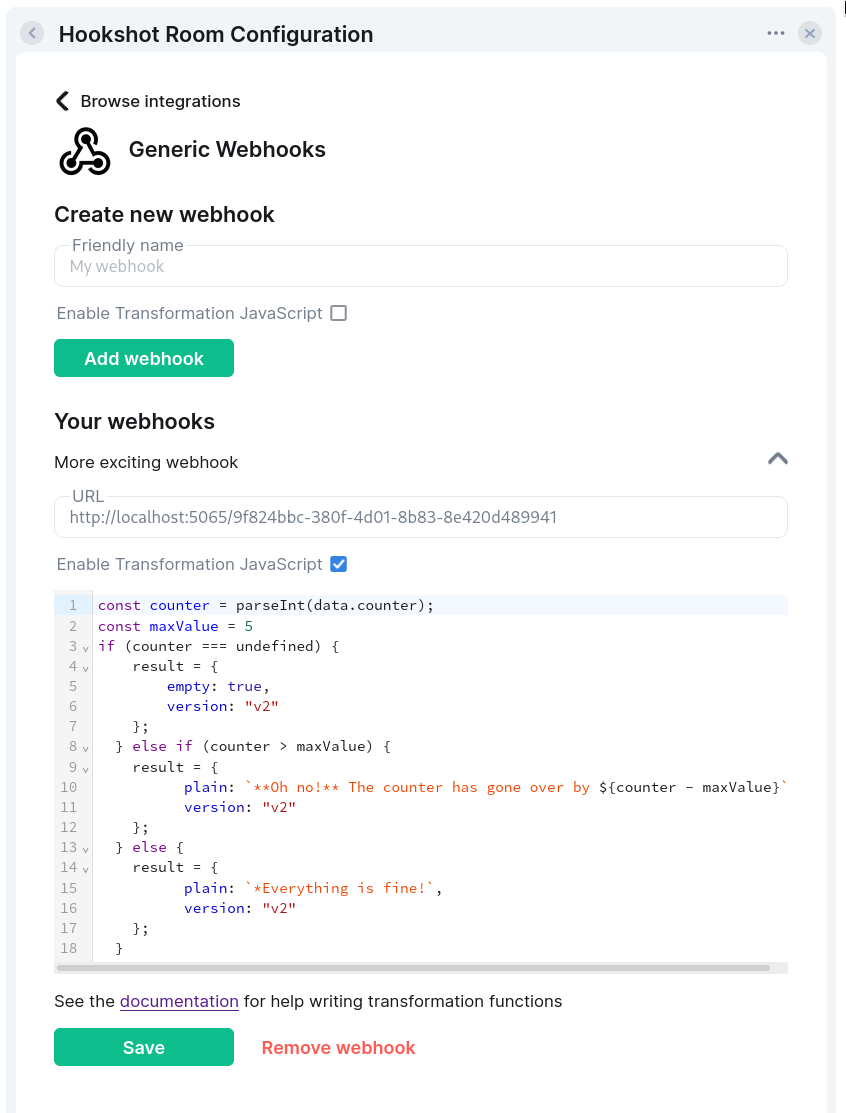 Hookshot Room Configuration
Browse integrations
Generic Webhooks
Create new webhook
Friendly name
My webhook
Enable Transformation JavaScript
Add webhook
Your webhooks
More exciting webhook
URL
http://localhost:5065/9f824bbc-380f-4d01-8b83-8e420d489941
Enable Transformation JavaScript
1 const counter = parseInt(data.counter);
2 const maxValue = 5
3 if (counter === undefined) {
4     result = {
5         empty: true,
6         version: "v2"
7     };
8   } else if (counter > maxValue) {
9     result = {
10           plain: `**Oh no!** The counter has gone over by ${counter - maxValue}`
11           version: "v2"
12     };
13   } else {
14     result = {
15           plain: `*Everything is fine!`,
16           version: "v2"
17     };
18   }
See the documentation for help writing transformation functions
Save Remove webhook